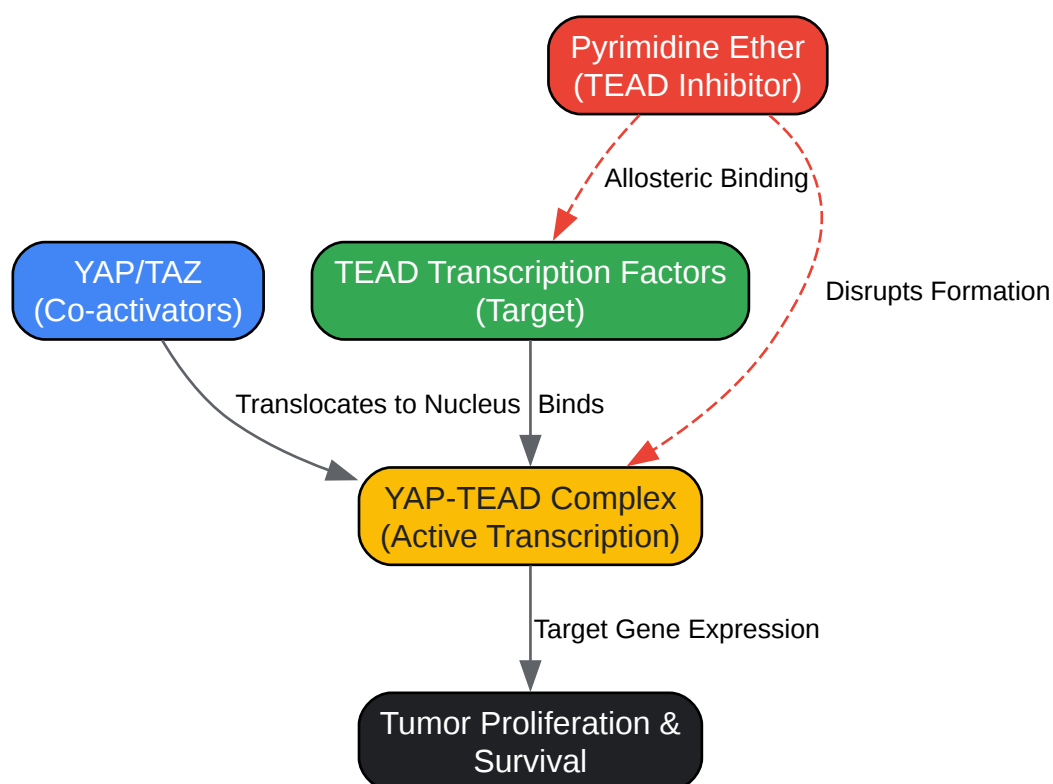 Pyrimidine Ether
(TEAD Inhibitor)
Allosteric Binding
YAP/TAZ
(Co-activators)
TEAD Transcription Factors
(Target)
Disrupts Formation
Translocates to Nucleus
Binds
YAP-TEAD Complex
(Active Transcription)
Target Gene Expression
Tumor Proliferation &
Survival